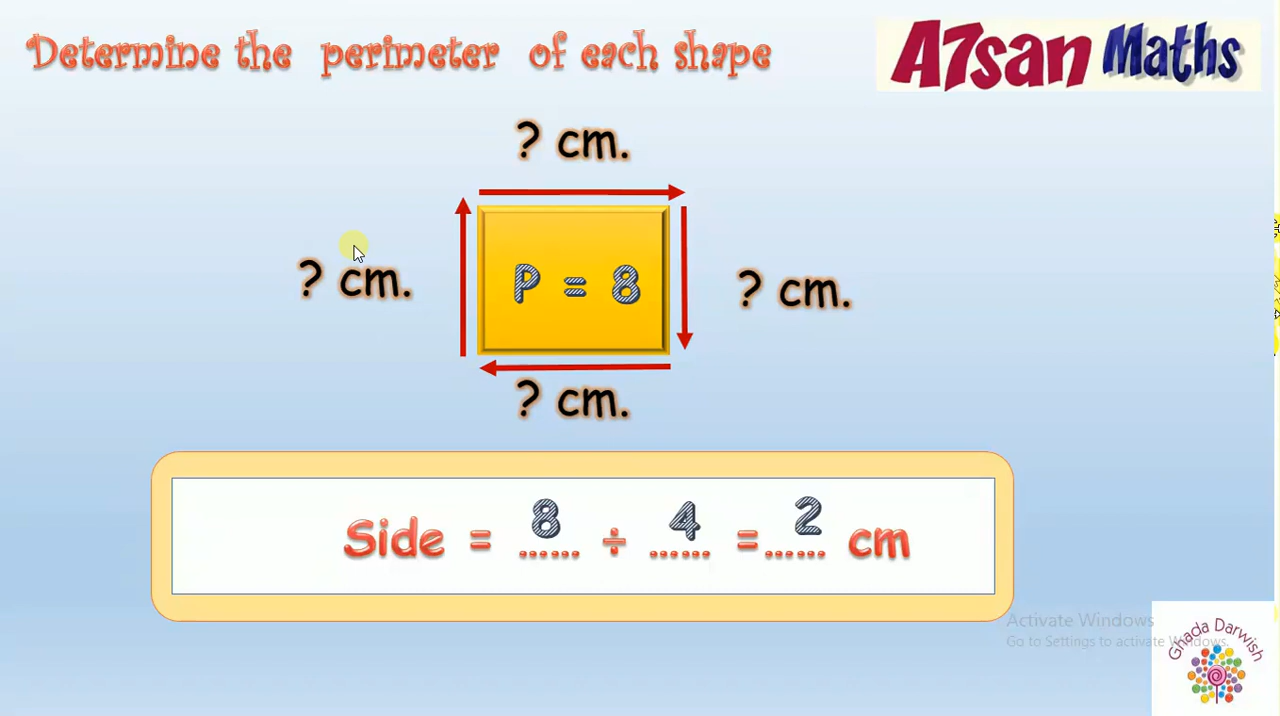 Determine the perimeter of each shape
A7san Maths
? cm.
? cm.
P = 8
? cm.
? cm.
Side = 8 ÷ 4 = 2 cm
Activate Windows
Go to Settings to activate Windows.
Ghada Darwish